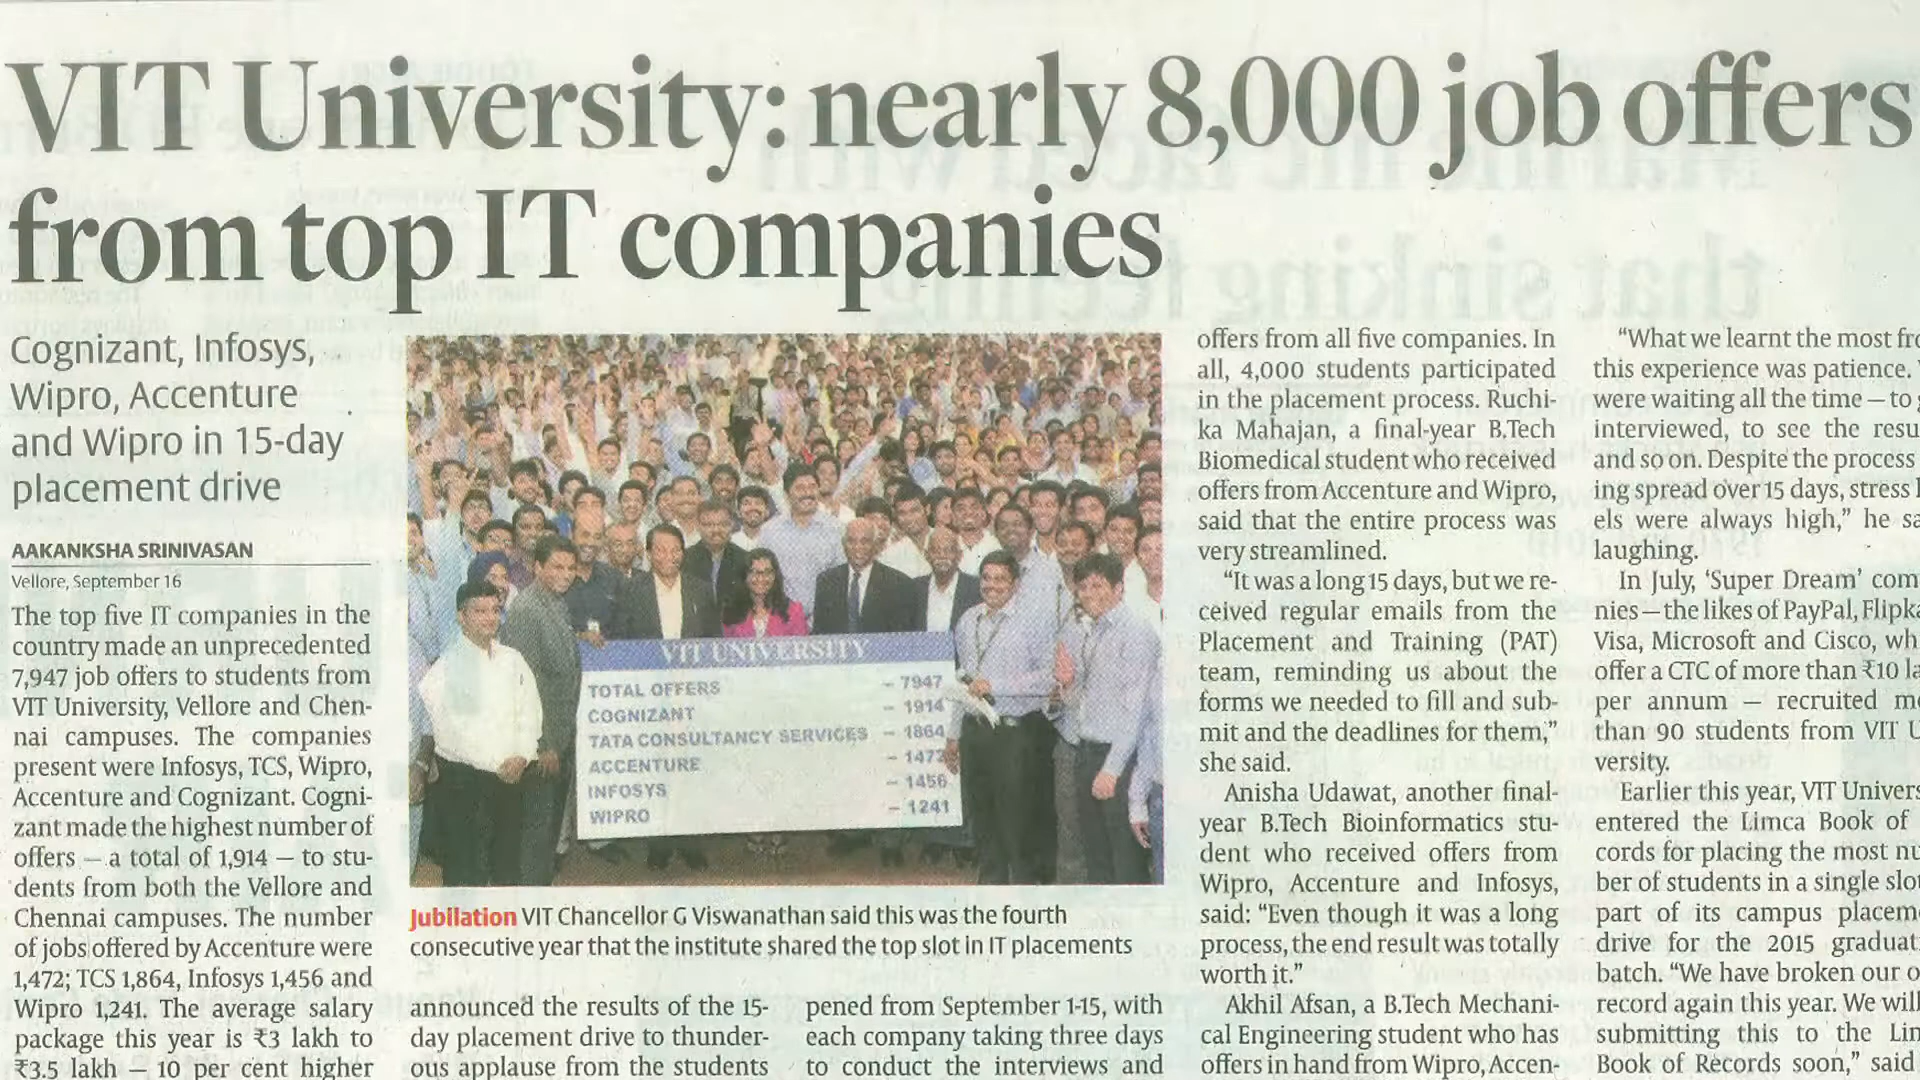 VIT University: nearly 8,000 job offers
from top IT companies
Cognizant, Infosys,
Wipro, Accenture
and Wipro in 15-day
placement drive
AAKANKSHA SRINIVASAN
Vellore, September 16
The top five IT companies in the
country made an unprecedented
7,947 job offers to students from
VIT University, Vellore and Chen-
nai campuses. The companies
present were Infosys, TCS, Wipro,
Accenture and Cognizant. Cogni-
zant made the highest number of
offers — a total of 1,914 — to stu-
dents from both the Vellore and
Chennai campuses. The number
of jobs offered by Accenture were
1,472; TCS 1,864, Infosys 1,456 and
Wipro 1,241. The average salary
package this year is ₹3 lakh to
₹3.5 lakh — 10 per cent higher
VIT UNIVERSITY
TOTAL OFFERS - 7947
COGNIZANT - 1914
TATA CONSULTANCY SERVICES - 1864
ACCENTURE - 1472
INFOSYS - 1456
WIPRO - 1241
Jubilation VIT Chancellor G Viswanathan said this was the fourth
consecutive year that the institute shared the top slot in IT placements
announced the results of the 15-
day placement drive to thunder-
ous applause from the students
pened from September 1-15, with
each company taking three days
to conduct the interviews and
offers from all five companies. In
all, 4,000 students participated
in the placement process. Ruchi-
ka Mahajan, a final-year B.Tech
Biomedical student who received
offers from Accenture and Wipro,
said that the entire process was
very streamlined.
“It was a long 15 days, but we re-
ceived regular emails from the
Placement and Training (PAT)
team, reminding us about the
forms we needed to fill and sub-
mit and the deadlines for them,”
she said.
Anisha Udawat, another final-
year B.Tech Bioinformatics stu-
dent who received offers from
Wipro, Accenture and Infosys,
said: “Even though it was a long
process, the end result was totally
worth it.”
Akhil Afsan, a B.Tech Mechani-
cal Engineering student who has
offers in hand from Wipro, Accen-
“What we learnt the most
this experience was patience.
were waiting all the time — to
interviewed, to see the
and so on. Despite the process
ing spread over 15 days, stress
els were always high,” he
laughing.
In July, ‘Super Dream’
nies — the likes of PayPal,
Visa, Microsoft and Cisco,
offer a CTC of more than ₹10
per annum — recruited
than 90 students from VIT
versity.
Earlier this year, VIT
entered the Limca Book of
cords for placing the most
ber of students in a single
part of its campus
drive for the 2015
batch. “We have broken our
record again this year. We will
submitting this to the
Book of Records soon,” said